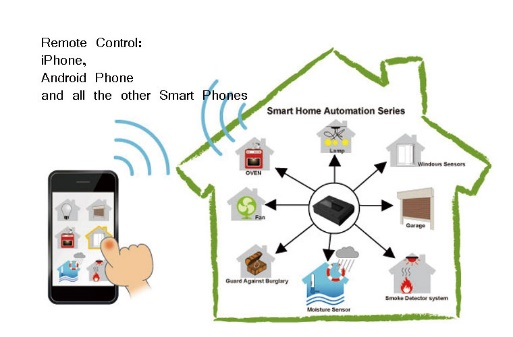 Remote Control:
iPhone,
Android Phone
and all the other Smart Phones
Smart Home Automation Series
Lamp
OVEN
Windows Sensors
Fan
Garage
Guard Against Burglary
Moisture Sensor
Smoke Detector system